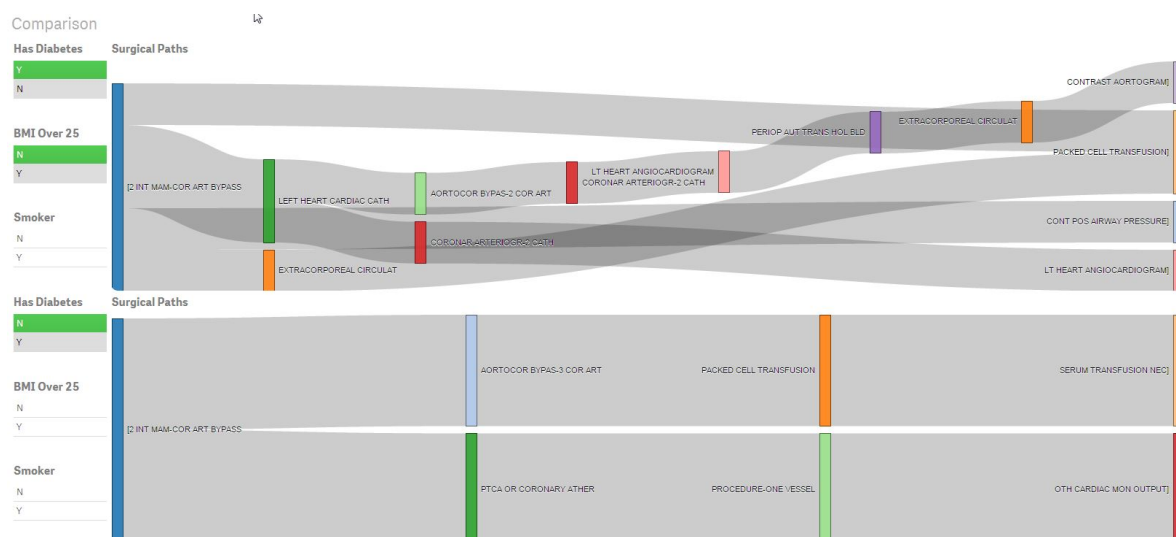 Comparison
Has Diabetes
Surgical Paths
Y
N
BMI Over 25
N
Y
Smoker
N
Y
[2 INT MAM-COR ART BYPASS
LEFT HEART CARDIAC CATH
EXTRACORPOREAL CIRCULAT
AORTOCOR BYPAS-2 COR ART
CORONAR ARTERIOGR-2 CATH
LT HEART ANGIOCARDIOGRAM
CORONAR ARTERIOGR-2 CATH
PERIOP AUT TRANS HOL BLD
EXTRACORPOREAL CIRCULAT
CONTRAST AORTOGRAM]
PACKED CELL TRANSFUSION]
CONT POS AIRWAY PRESSURE]
LT HEART ANGIOCARDIOGRAM]
Has Diabetes
Surgical Paths
N
Y
BMI Over 25
N
Y
Smoker
N
Y
[2 INT MAM-COR ART BYPASS
AORTOCOR BYPAS-3 COR ART
PACKED CELL TRANSFUSION
SERUM TRANSFUSION NEC]
PTCA OR CORONARY ATHER
PROCEDURE-ONE VESSEL
OTH CARDIAC MON OUTPUT]